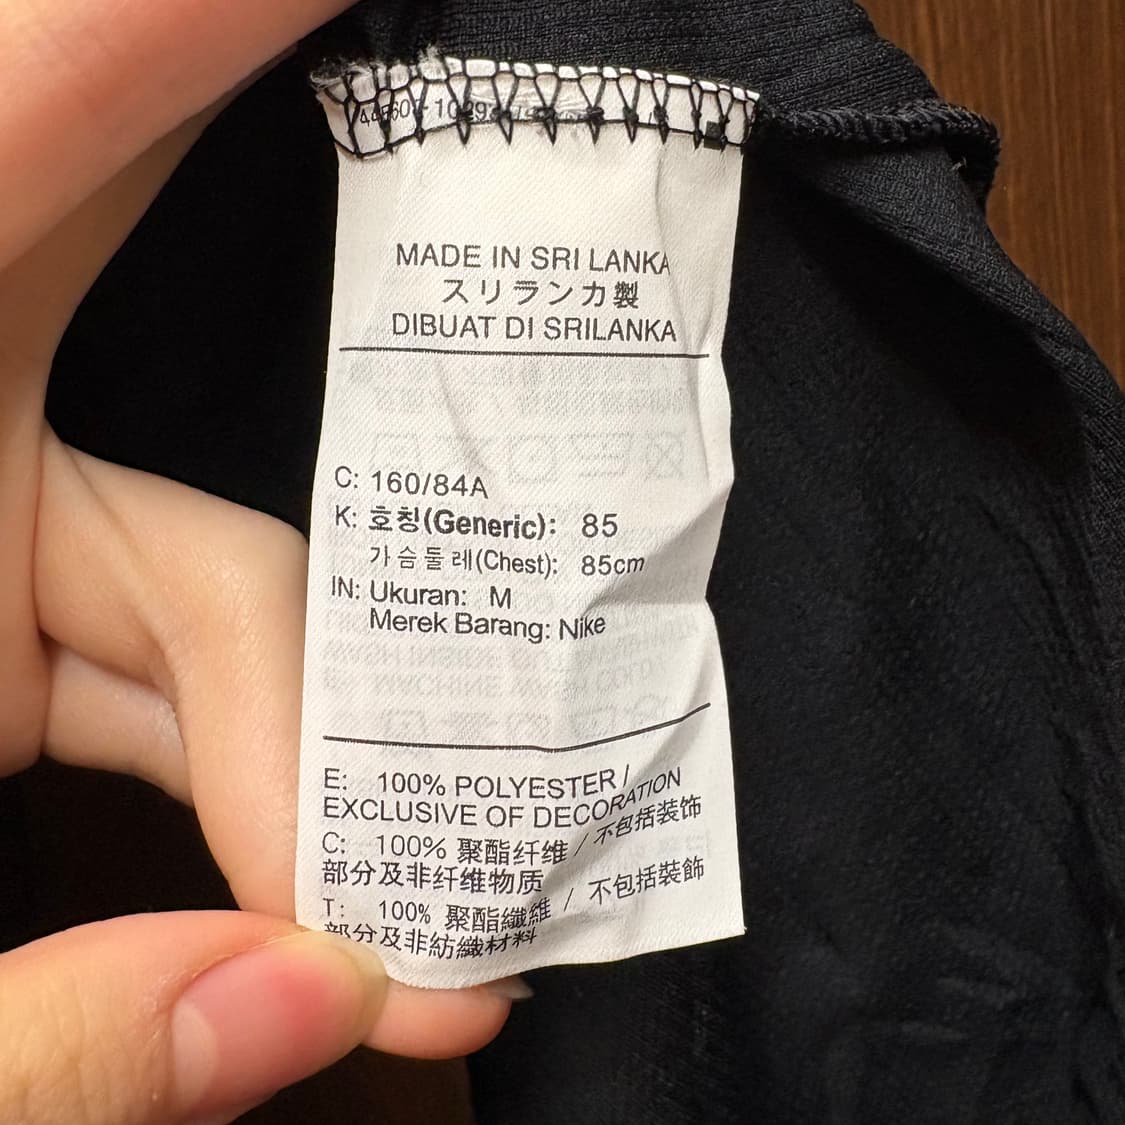 MADE IN SRI LANKA
スリランカ製
DIBUAT DI SRILANKA
C: 160/84A
K: 호칭(Generic): 85
가슴둘레(Chest): 85cm
IN: Ukuran: M
Merek Barang: Nike
E: 100% POLYESTER /
EXCLUSIVE OF DECORATION
C: 100% 聚酯纤维 / 不包括装饰
部分及非纤维物质
T: 100% 聚酯纖維 / 不包括裝飾
部分及非紡織材料